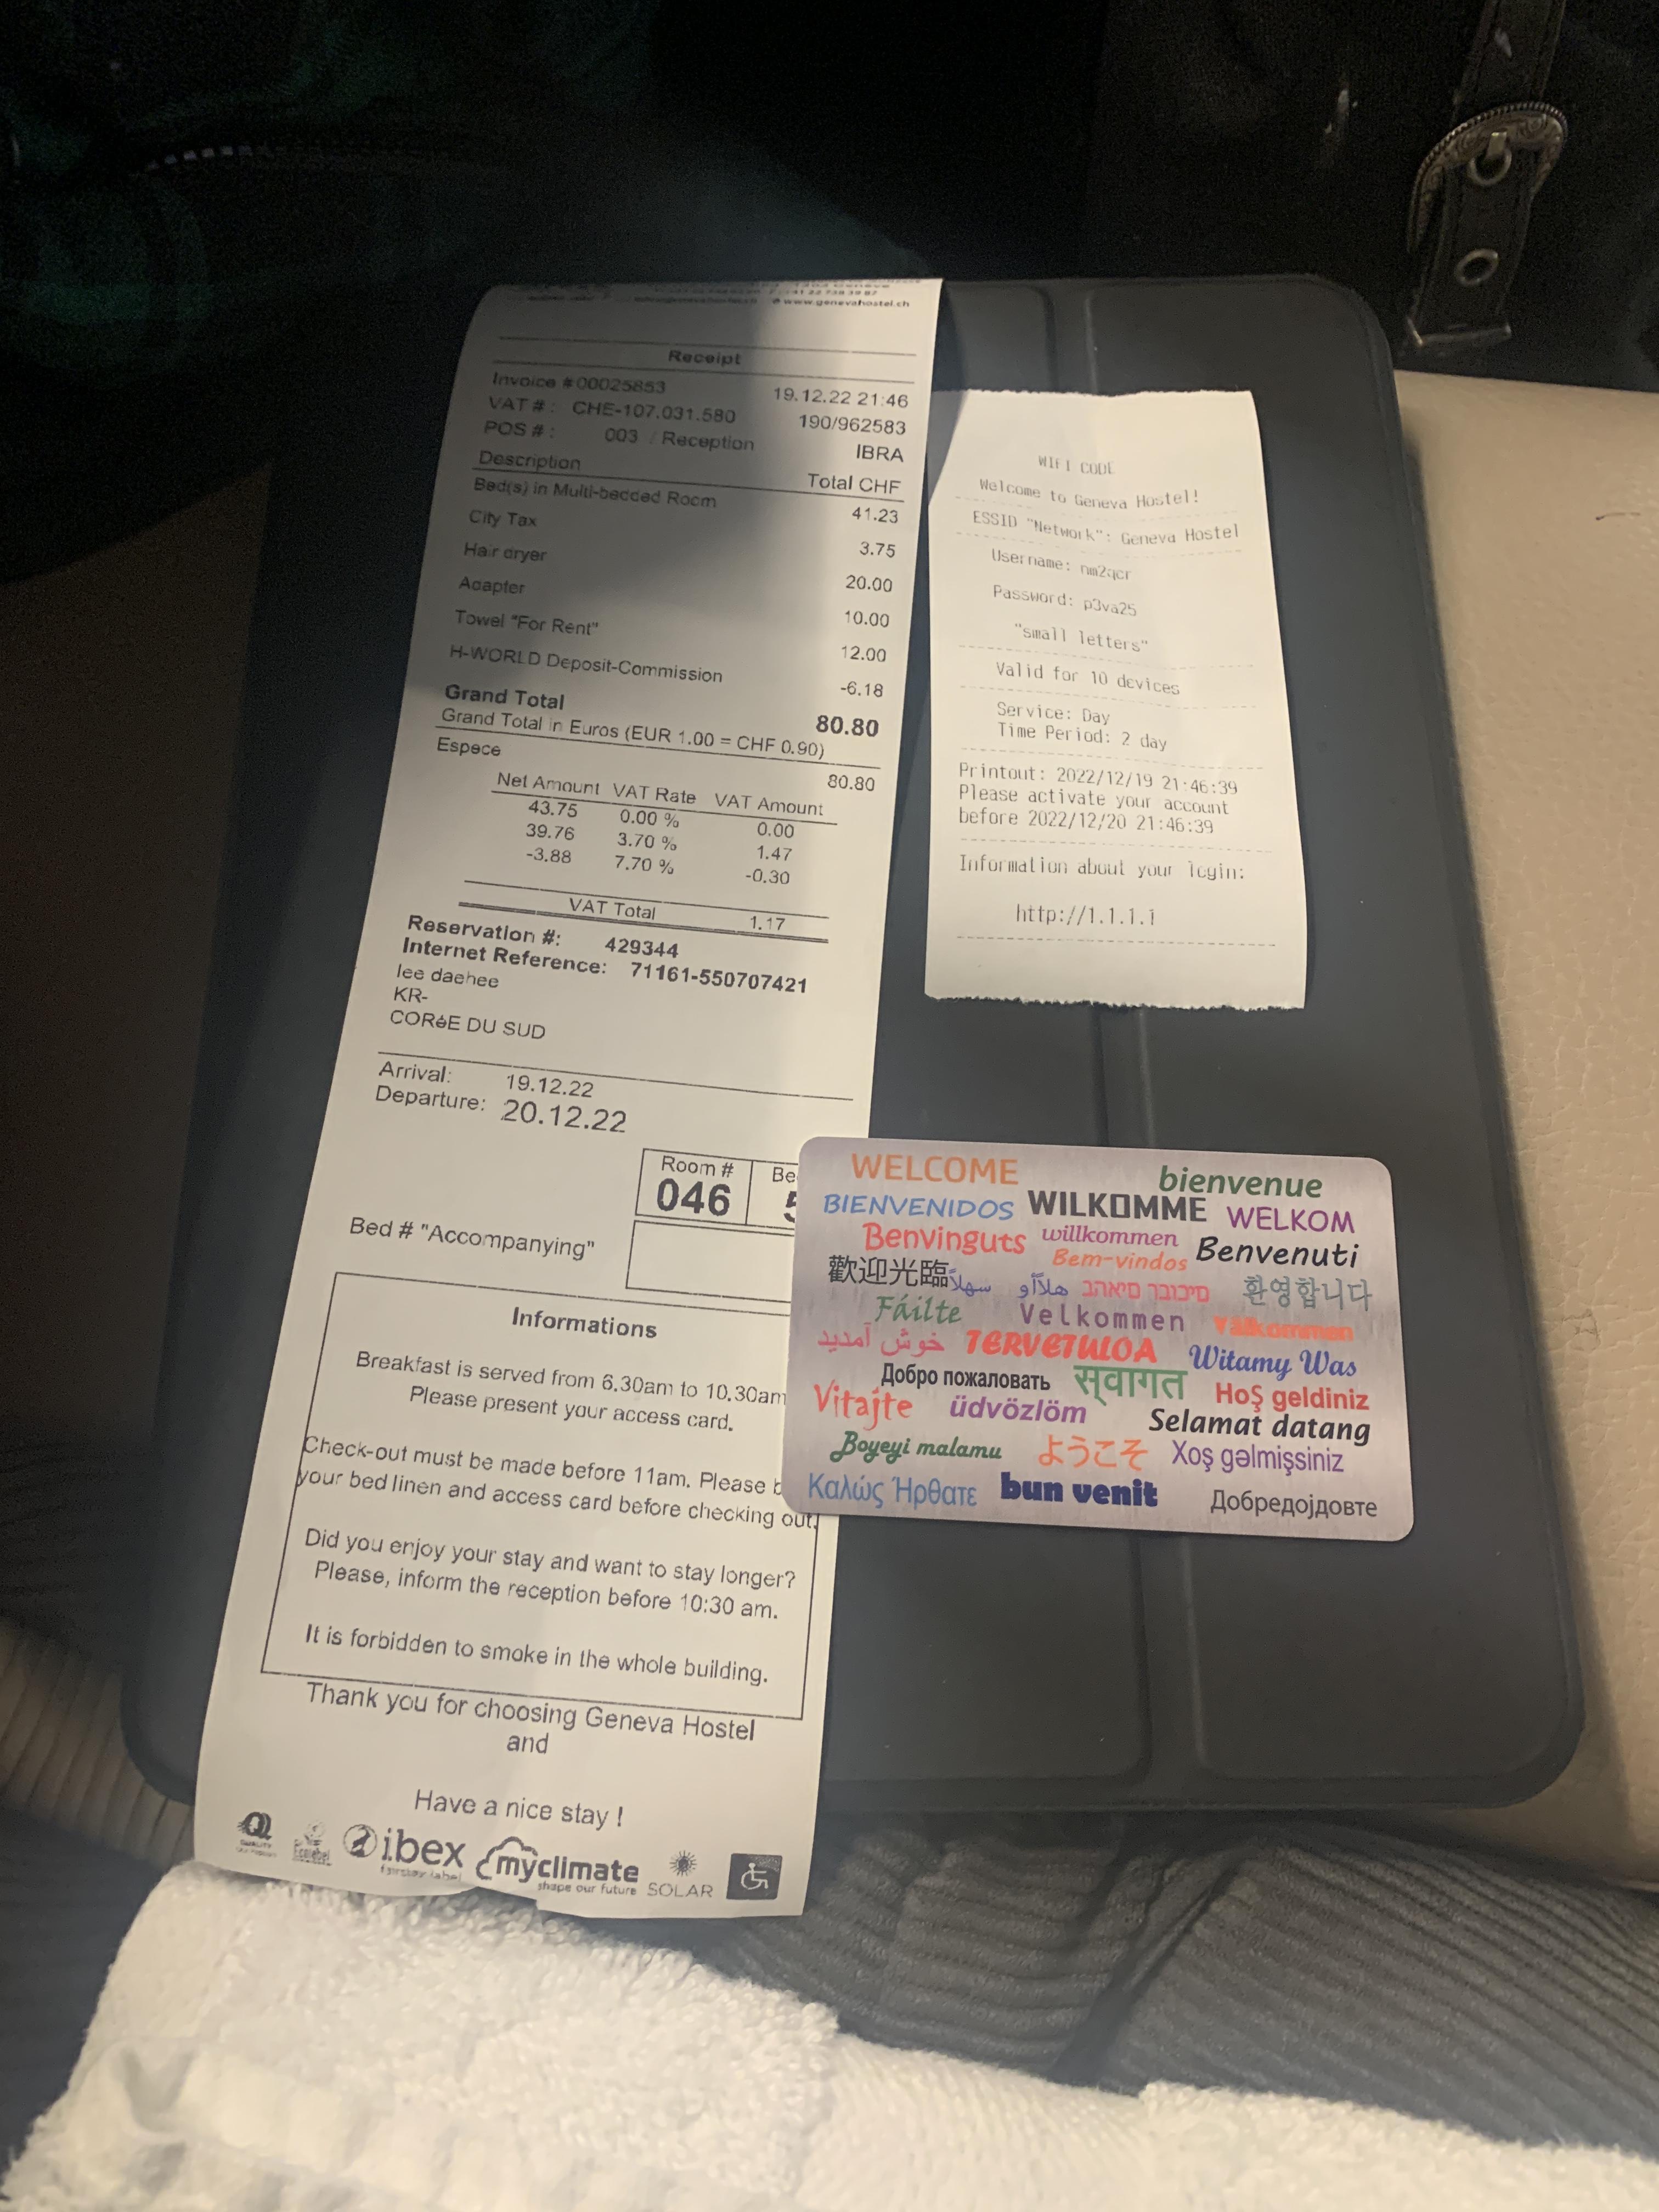 www.genevahostel.ch
Receipt
Invoice #00025853 19.12.22 21:46
VAT #: CHE-107.031.580 190/962583
POS #: 003 / Reception IBRA
Description Total CHF
Bed(s) in Multi-bedded Room 41.23
City Tax 3.75
Hair dryer 20.00
Adapter 10.00
Towel "For Rent" 12.00
H-WORLD Deposit-Commission -6.18
Grand Total 80.80
Grand Total in Euros (EUR 1.00 = CHF 0.90)
Espece 80.80
Net Amount VAT Rate VAT Amount
43.75 0.00 % 0.00
39.76 3.70 % 1.47
-3.88 7.70 % -0.30
VAT Total 1.17
Reservation #: 429344
Internet Reference: 71161-550707421
lee daehee
KR-
CORéE DU SUD
Arrival: 19.12.22
Departure: 20.12.22
Room # Be
046 5
Bed # "Accompanying"
Informations
Breakfast is served from 6.30am to 10.30am
Please present your access card.
Check-out must be made before 11am. Please b
your bed linen and access card before checking out.
Did you enjoy your stay and want to stay longer?
Please, inform the reception before 10:30 am.
It is forbidden to smoke in the whole building.
Thank you for choosing Geneva Hostel
and
Have a nice stay !
Q QUALITY Ecolabel ibex fairstay label myclimate shape our future SOLAR
WIFI CODE
Welcome to Geneva Hostel!
ESSID "Network": Geneva Hostel
Username: nm2qcr
Password: p3va25
"small letters"
Valid for 10 devices
Service: Day
Time Period: 2 day
Printout: 2022/12/19 21:46:39
Please activate your account
before 2022/12/20 21:46:39
Information about your login:
http://1.1.1.1
WELCOME bienvenue
BIENVENIDOS WILKOMME WELKOM
Benvinguts willkommen Benvenuti
Bem-vindos
歡迎光臨 سهلاً هلاًأو םיכורב םיאהב 환영합니다
Fáilte Velkommen Välkommen
خوش آمدید TERVETULOA Witamy Was
Добро пожаловать स्वागत HoŞ geldiniz
Vitajte üdvözlöm Selamat datang
Boyeyi malamu ようこそ Xoş gəlmişsiniz
Καλώς Ήρθατε bun venit Добредојдовте